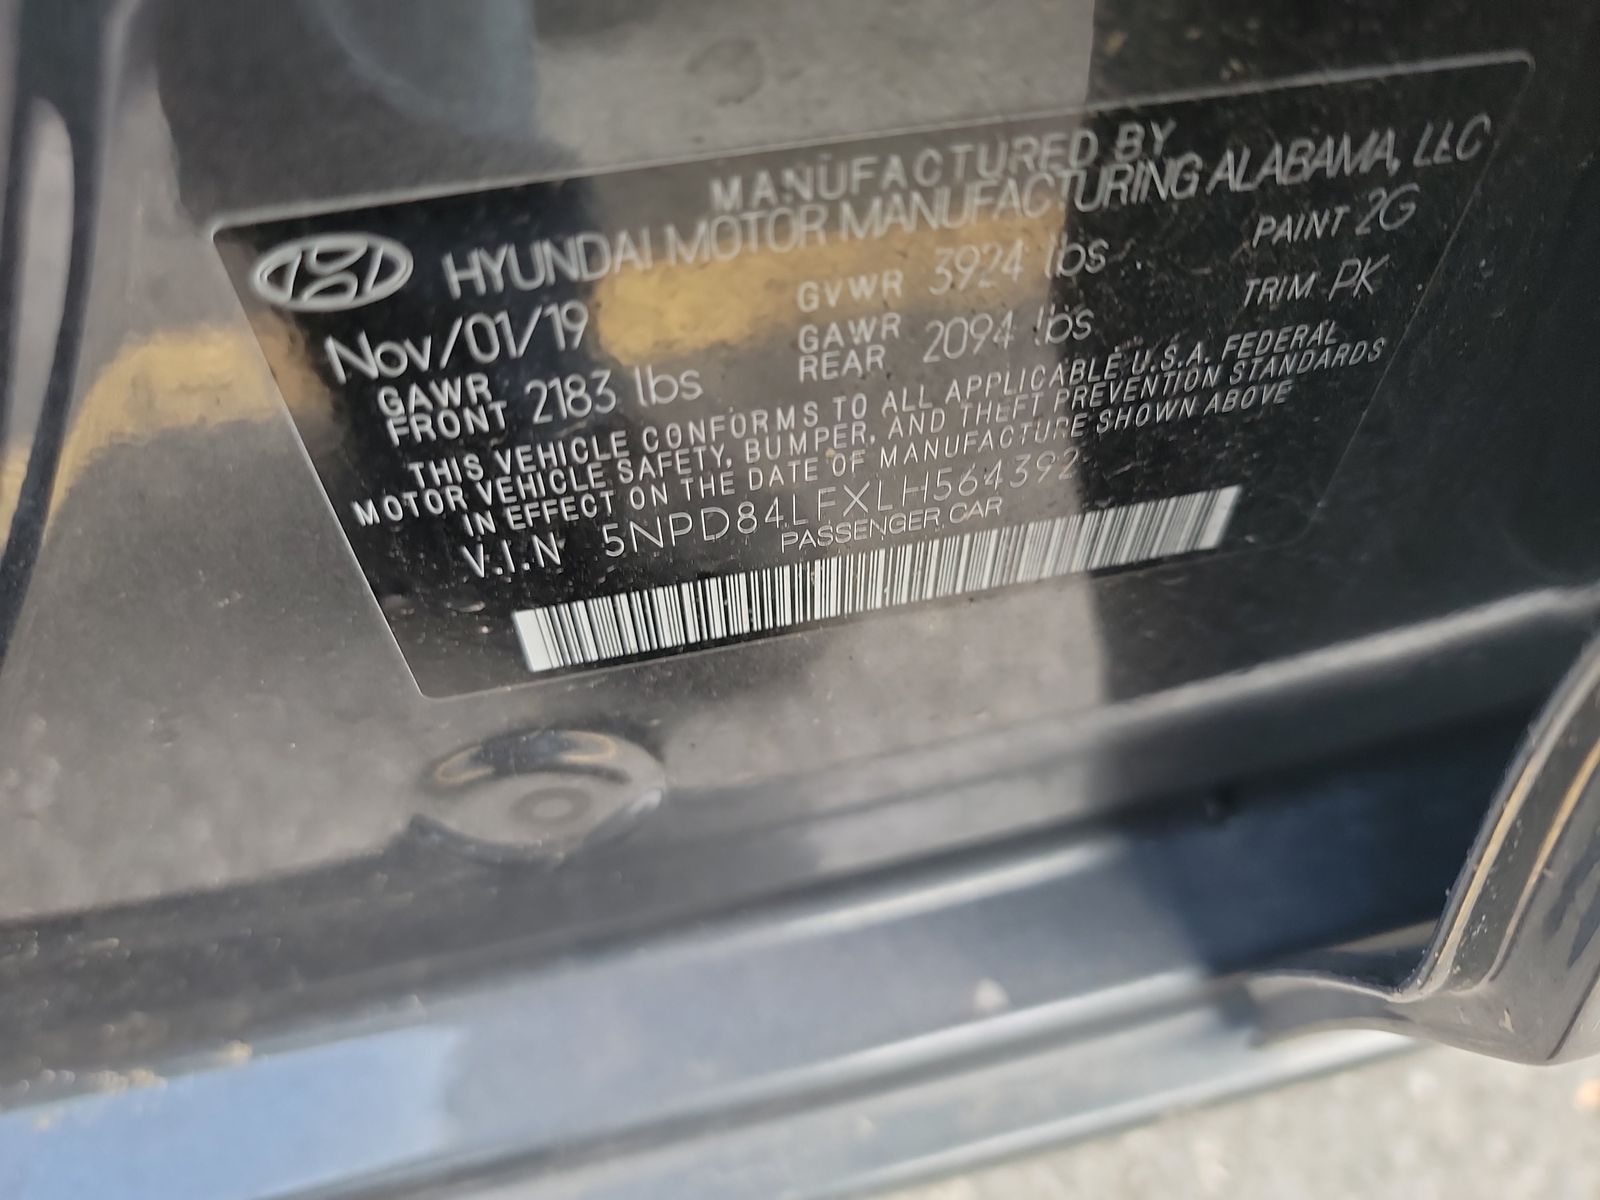 MANUFACTURED BY
HYUNDAI MOTOR MANUFACTURING ALABAMA, LLC
Nov/01/19 GVWR 3924 lbs PAINT 2G
GAWR FRONT 2183 lbs GAWR REAR 2094 lbs TRIM PK
THIS VEHICLE CONFORMS TO ALL APPLICABLE U.S.A. FEDERAL
MOTOR VEHICLE SAFETY, BUMPER, AND THEFT PREVENTION STANDARDS
IN EFFECT ON THE DATE OF MANUFACTURE SHOWN ABOVE
V.I.N 5NPD84LFXLH564392
PASSENGER CAR